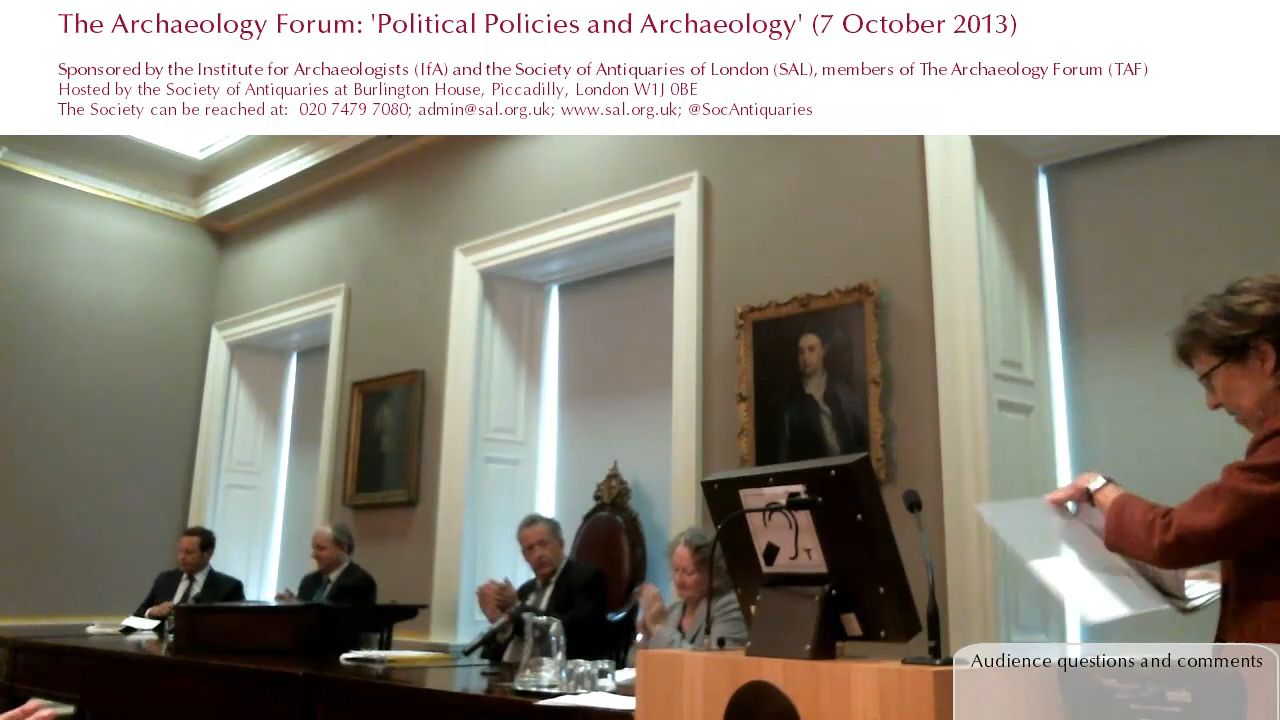 The Archaeology Forum: 'Political Policies and Archaeology' (7 October 2013)
Sponsored by the Institute for Archaeologists (IfA) and the Society of Antiquaries of London (SAL), members of The Archaeology Forum (TAF)
Hosted by the Society of Antiquaries at Burlington House, Piccadilly, London W1J 0BE
The Society can be reached at: 020 7479 7080; admin@sal.org.uk; www.sal.org.uk; @SocAntiquaries
T
Audience questions and comments